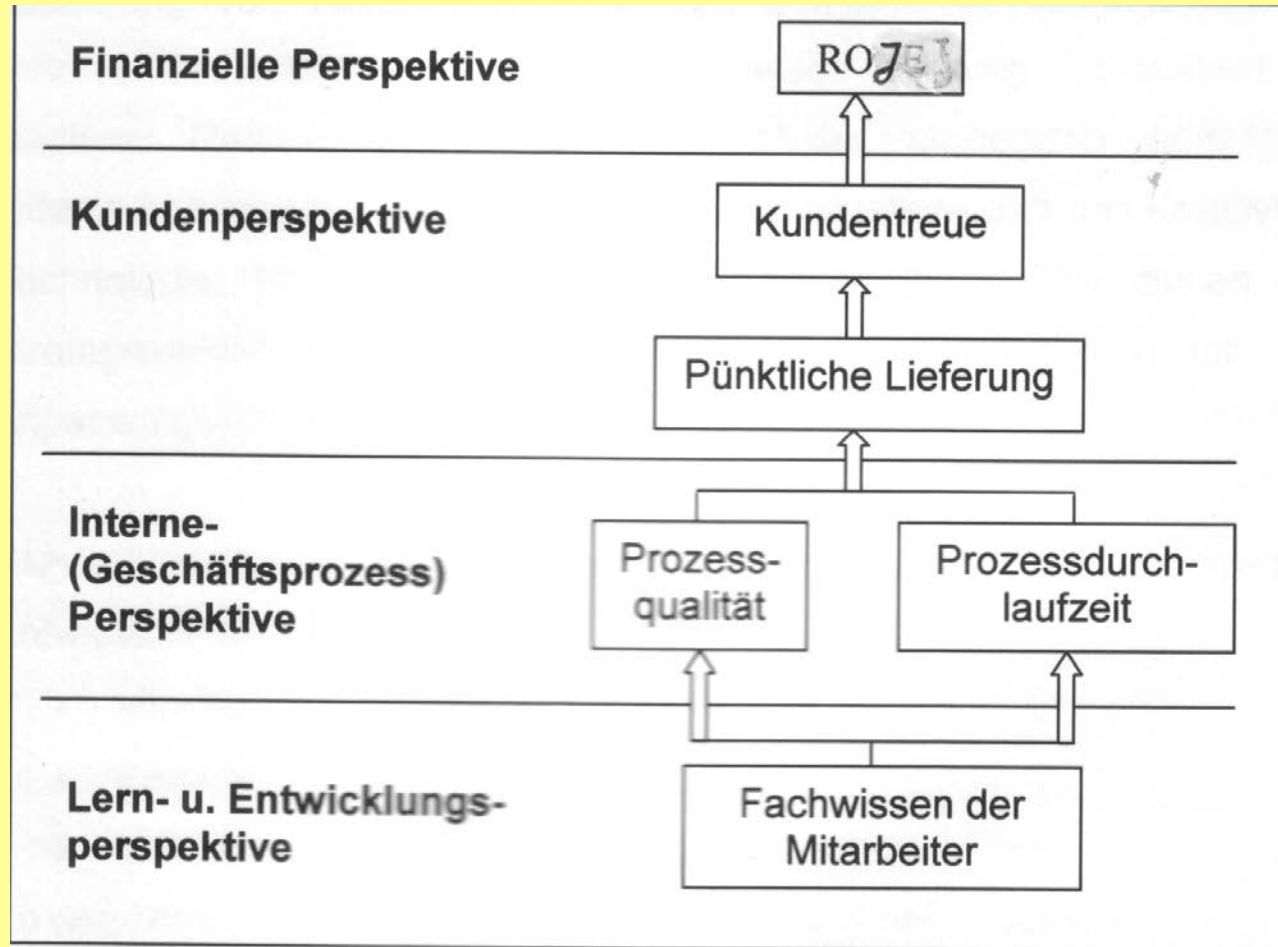 Finanzielle Perspektive
Kundenperspektive
Kundentreue
Pünktliche Lieferung
Interne-
(Geschäftsprozess)
Perspektive
Prozess-
qualität
Prozessdurch-
laufzeit
Lern- u. Entwicklungs-
perspektive
Fachwissen der
Mitarbeiter